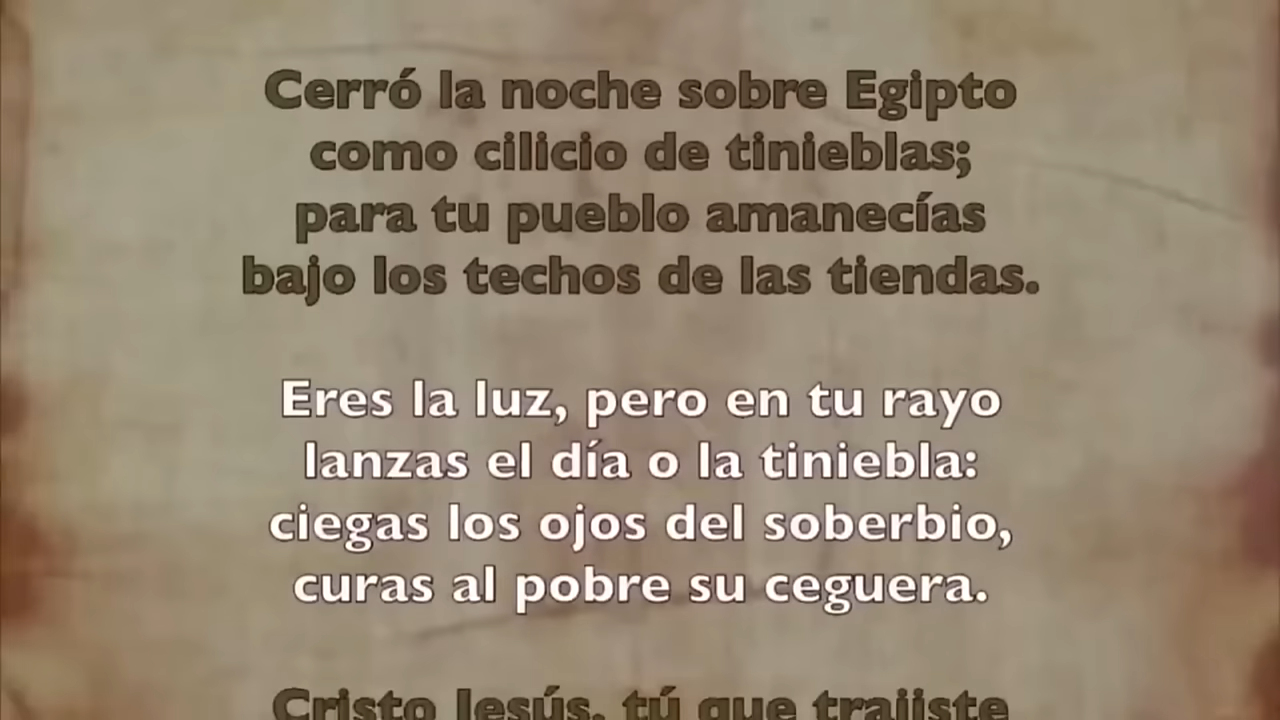 Cerró la noche sobre Egipto
como cilicio de tinieblas;
para tu pueblo amanecías
bajo los techos de las tiendas.
Eres la luz, pero en tu rayo
lanzas el día o la tiniebla:
ciegas los ojos del soberbio,
curas al pobre su ceguera.
Cristo Jesús, tú que trajiste